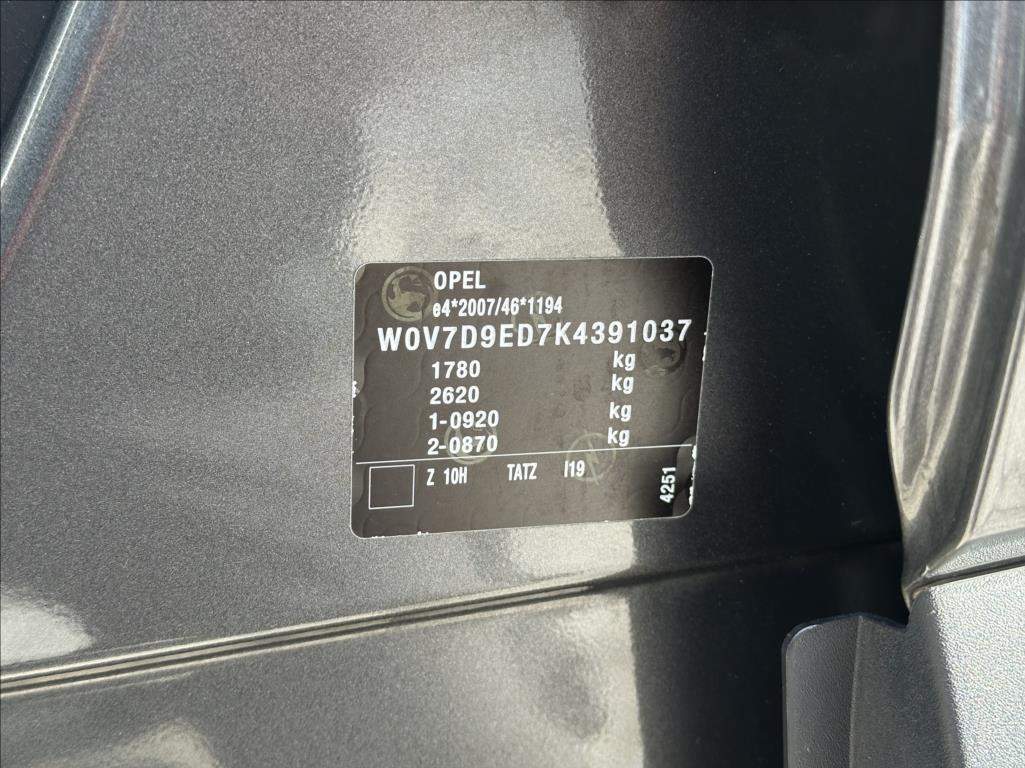 OPEL
e4*2007/46*1194
W0V7D9ED7K4391037
1780 kg
2620 kg
1-0920 kg
2-0870 kg
Z 10H TATZ I19
4251